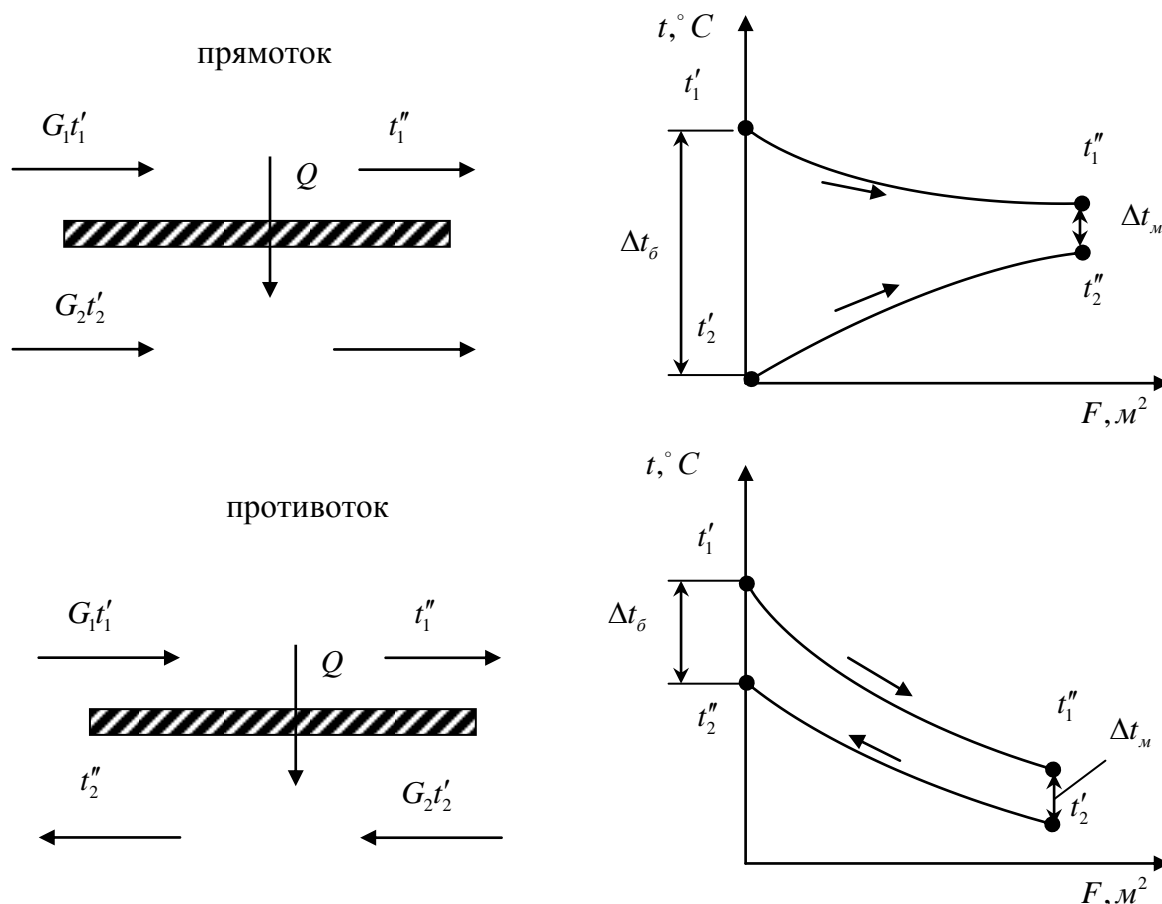 прямоток
G₁t₁′
t₁″
Q
G₂t₂′
t,°C
t₁′
t₁″
Δt_б
Δt_м
t₂′
t₂″
F, м²
противоток
G₁t₁′
t₁″
Q
t₂″
G₂t₂′
t,°C
t₁′
Δt_б
t₂″
t₁″
Δt_м
t₂′
F, м²